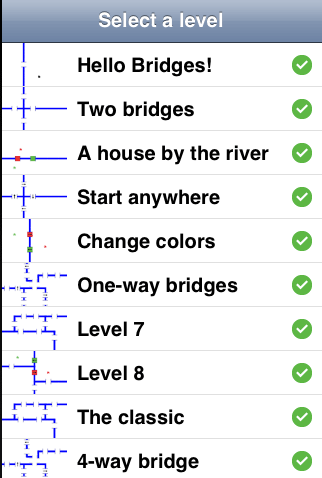 Select a level
Hello Bridges!
Two bridges
A house by the river
Start anywhere
Change colors
One-way bridges
Level 7
Level 8
The classic
4-way bridge